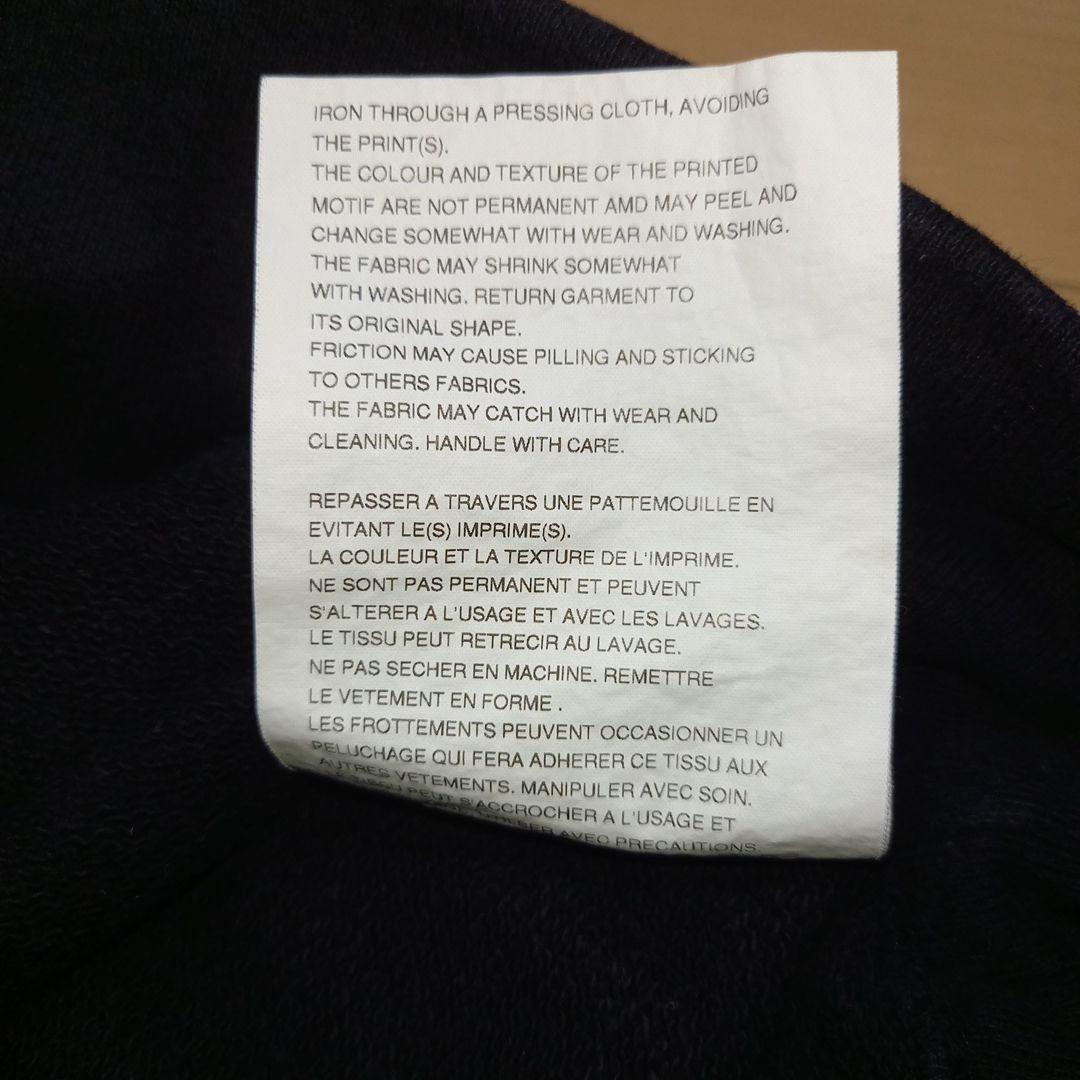 IRON THROUGH A PRESSING CLOTH, AVOIDING
THE PRINT(S).
THE COLOUR AND TEXTURE OF THE PRINTED
MOTIF ARE NOT PERMANENT AMD MAY PEEL AND
CHANGE SOMEWHAT WITH WEAR AND WASHING.
THE FABRIC MAY SHRINK SOMEWHAT
WITH WASHING. RETURN GARMENT TO
ITS ORIGINAL SHAPE.
FRICTION MAY CAUSE PILLING AND STICKING
TO OTHERS FABRICS.
THE FABRIC MAY CATCH WITH WEAR AND
CLEANING. HANDLE WITH CARE.
REPASSER A TRAVERS UNE PATTEMOUILLE EN
EVITANT LE(S) IMPRIME(S).
LA COULEUR ET LA TEXTURE DE L'IMPRIME.
NE SONT PAS PERMANENT ET PEUVENT
S'ALTERER A L'USAGE ET AVEC LES LAVAGES.
LE TISSU PEUT RETRECIR AU LAVAGE.
NE PAS SECHER EN MACHINE. REMETTRE
LE VETEMENT EN FORME .
LES FROTTEMENTS PEUVENT OCCASIONNER UN
PELUCHAGE QUI FERA ADHERER CE TISSU AUX
AUTRES VETEMENTS. MANIPULER AVEC SOIN.
PEUT S'ACCROCHER A L'USAGE ET
AVEC PRECAUTIONS